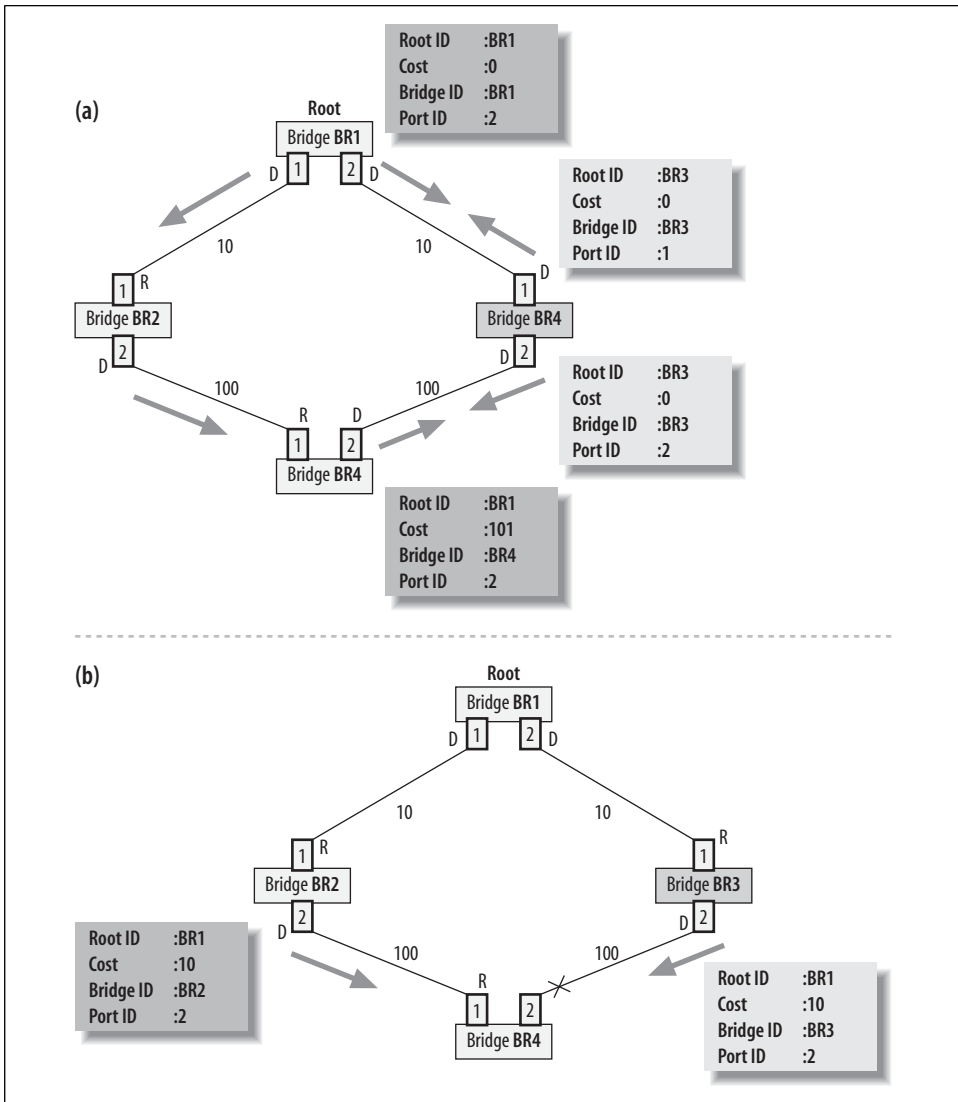 Root ID :BR1
Cost :0
Bridge ID :BR1
Port ID :2
(a)
Root
Bridge BR1
D 1 2 D
Root ID :BR3
Cost :0
Bridge ID :BR3
Port ID :1
10 10
1 R
D
1
Bridge BR2
Bridge BR4
D 2
D 2
Root ID :BR3
Cost :0
Bridge ID :BR3
Port ID :2
100 100
R D
1 2
Bridge BR4
Root ID :BR1
Cost :101
Bridge ID :BR4
Port ID :2
(b)
Root
Bridge BR1
D 1 2 D
10 10
1 R
1 R
Bridge BR2
Bridge BR3
D 2
D 2
Root ID :BR1
Cost :10
Bridge ID :BR2
Port ID :2
100 100
R
1 2
Bridge BR4
Root ID :BR1
Cost :10
Bridge ID :BR3
Port ID :2